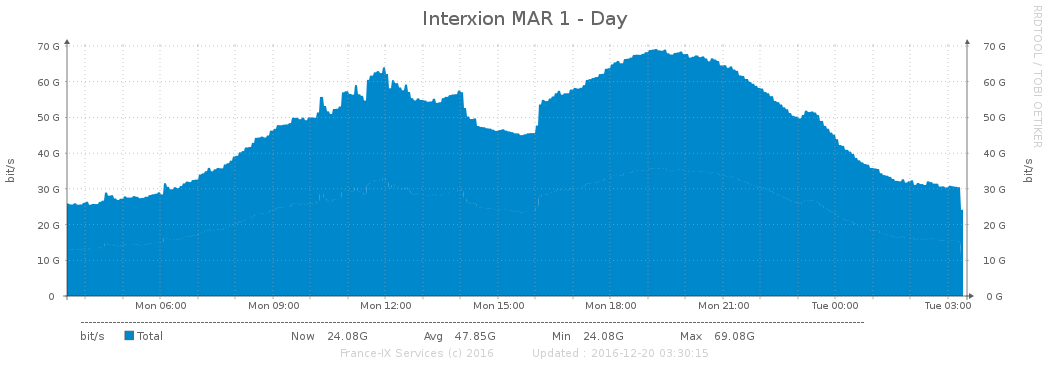 Interxion MAR 1 - Day
RRDTOOL / TOBI OETIKER
70 G 70 G
60 G 60 G
50 G 50 G
40 G 40 G
30 G 30 G
20 G 20 G
10 G 10 G
0 0 G
bit/s bit/s
Mon 06:00 Mon 09:00 Mon 12:00 Mon 15:00 Mon 18:00 Mon 21:00 Tue 00:00 Tue 03:00
bit/s Total Now 24.08G Avg 47.85G Min 24.08G Max 69.08G
France-IX Services (c) 2016 Updated : 2016-12-20 03:30:15